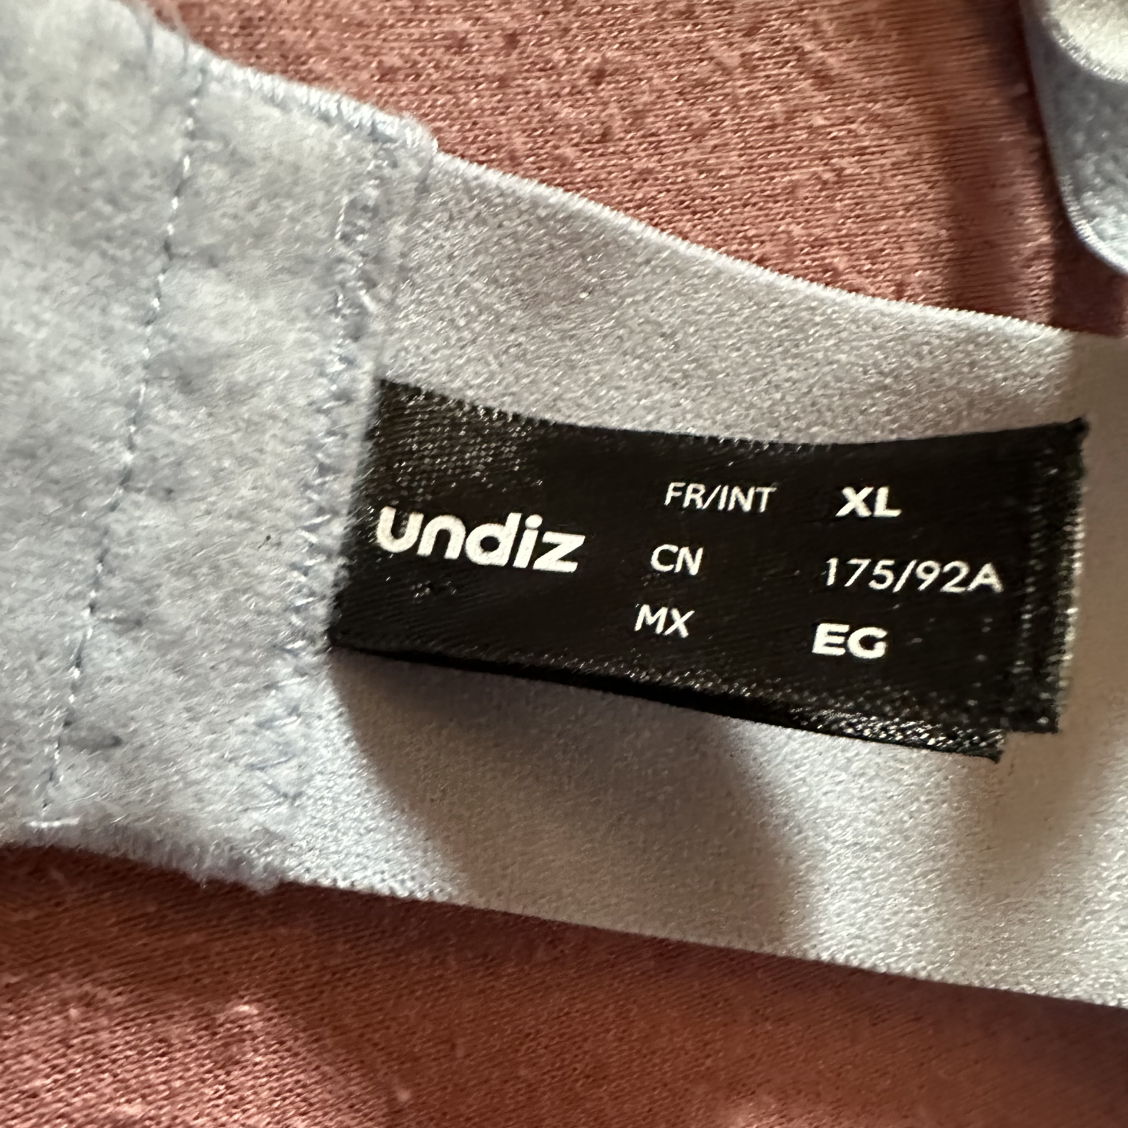 undiz
FR/INT XL
CN 175/92A
MX EG